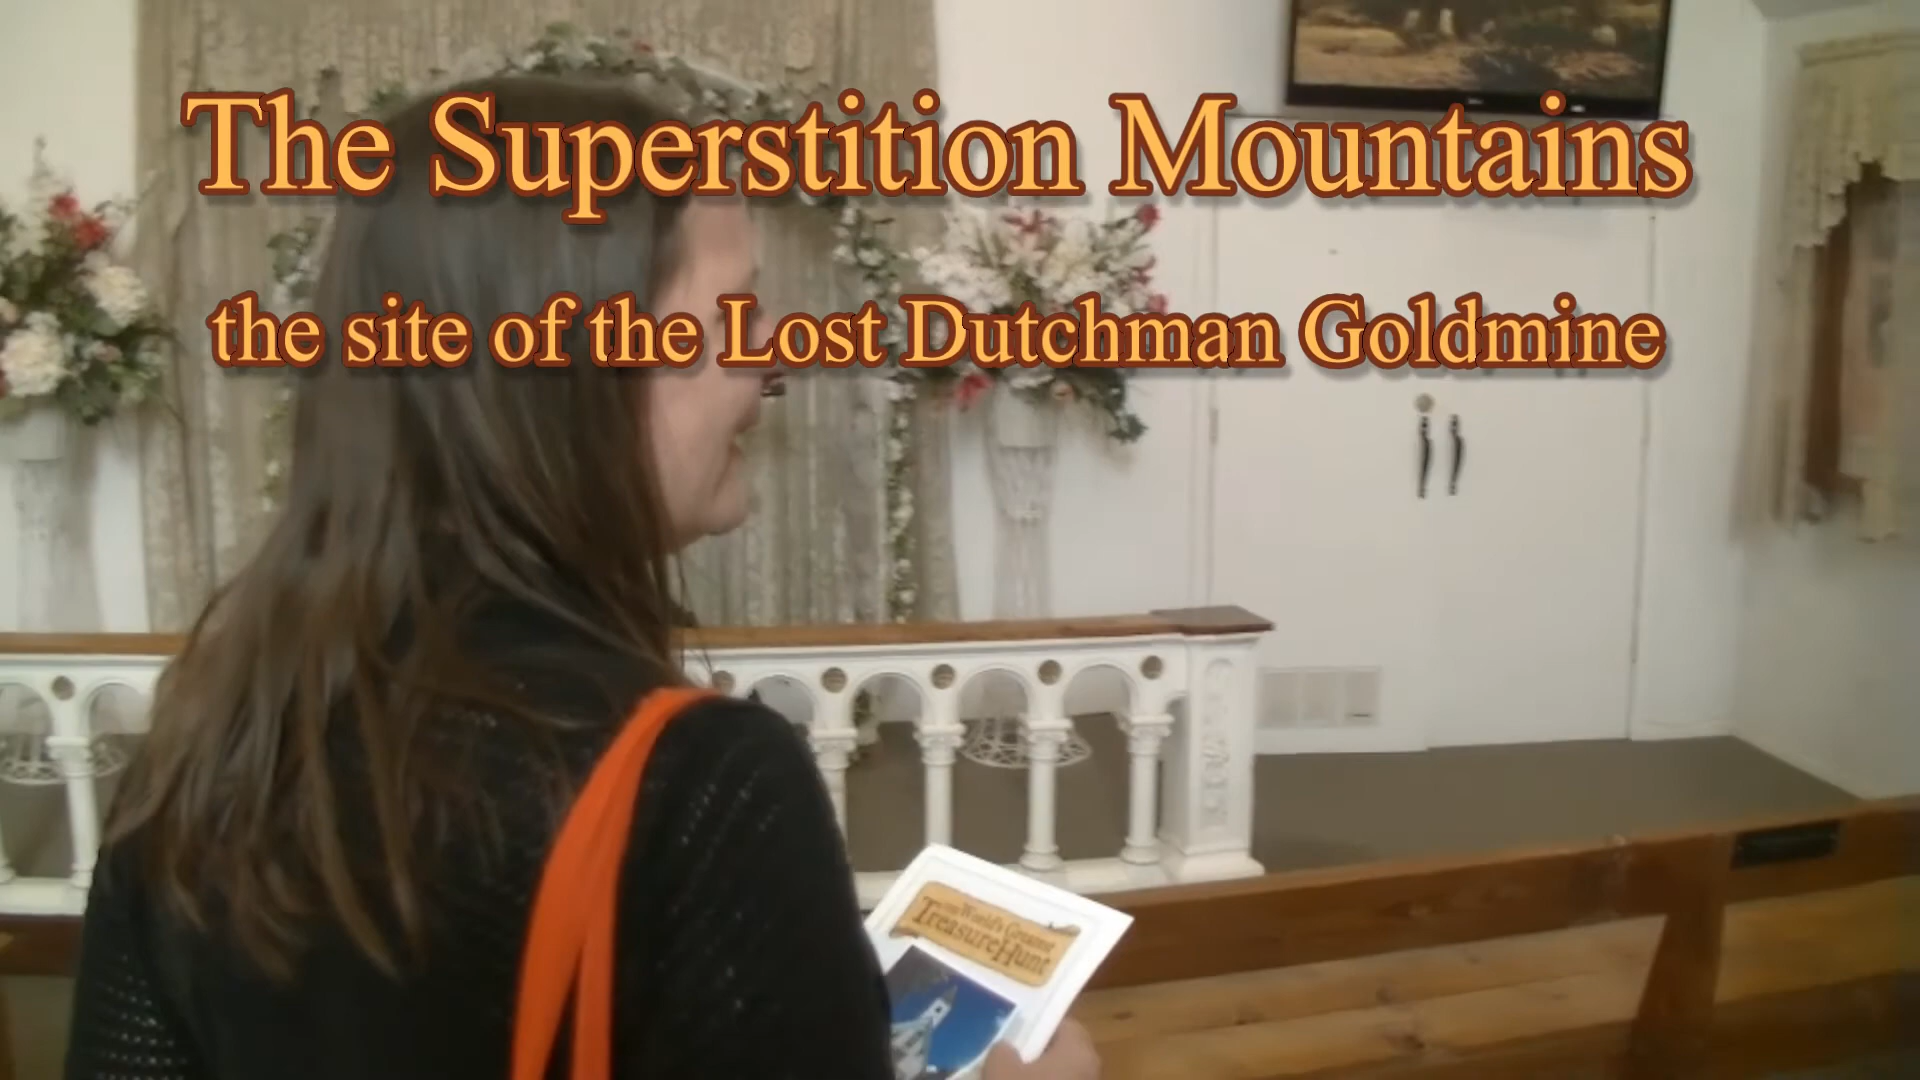 The Superstition Mountains
the site of the Lost Dutchman Goldmine
World's Greatest
Treasure Hunt